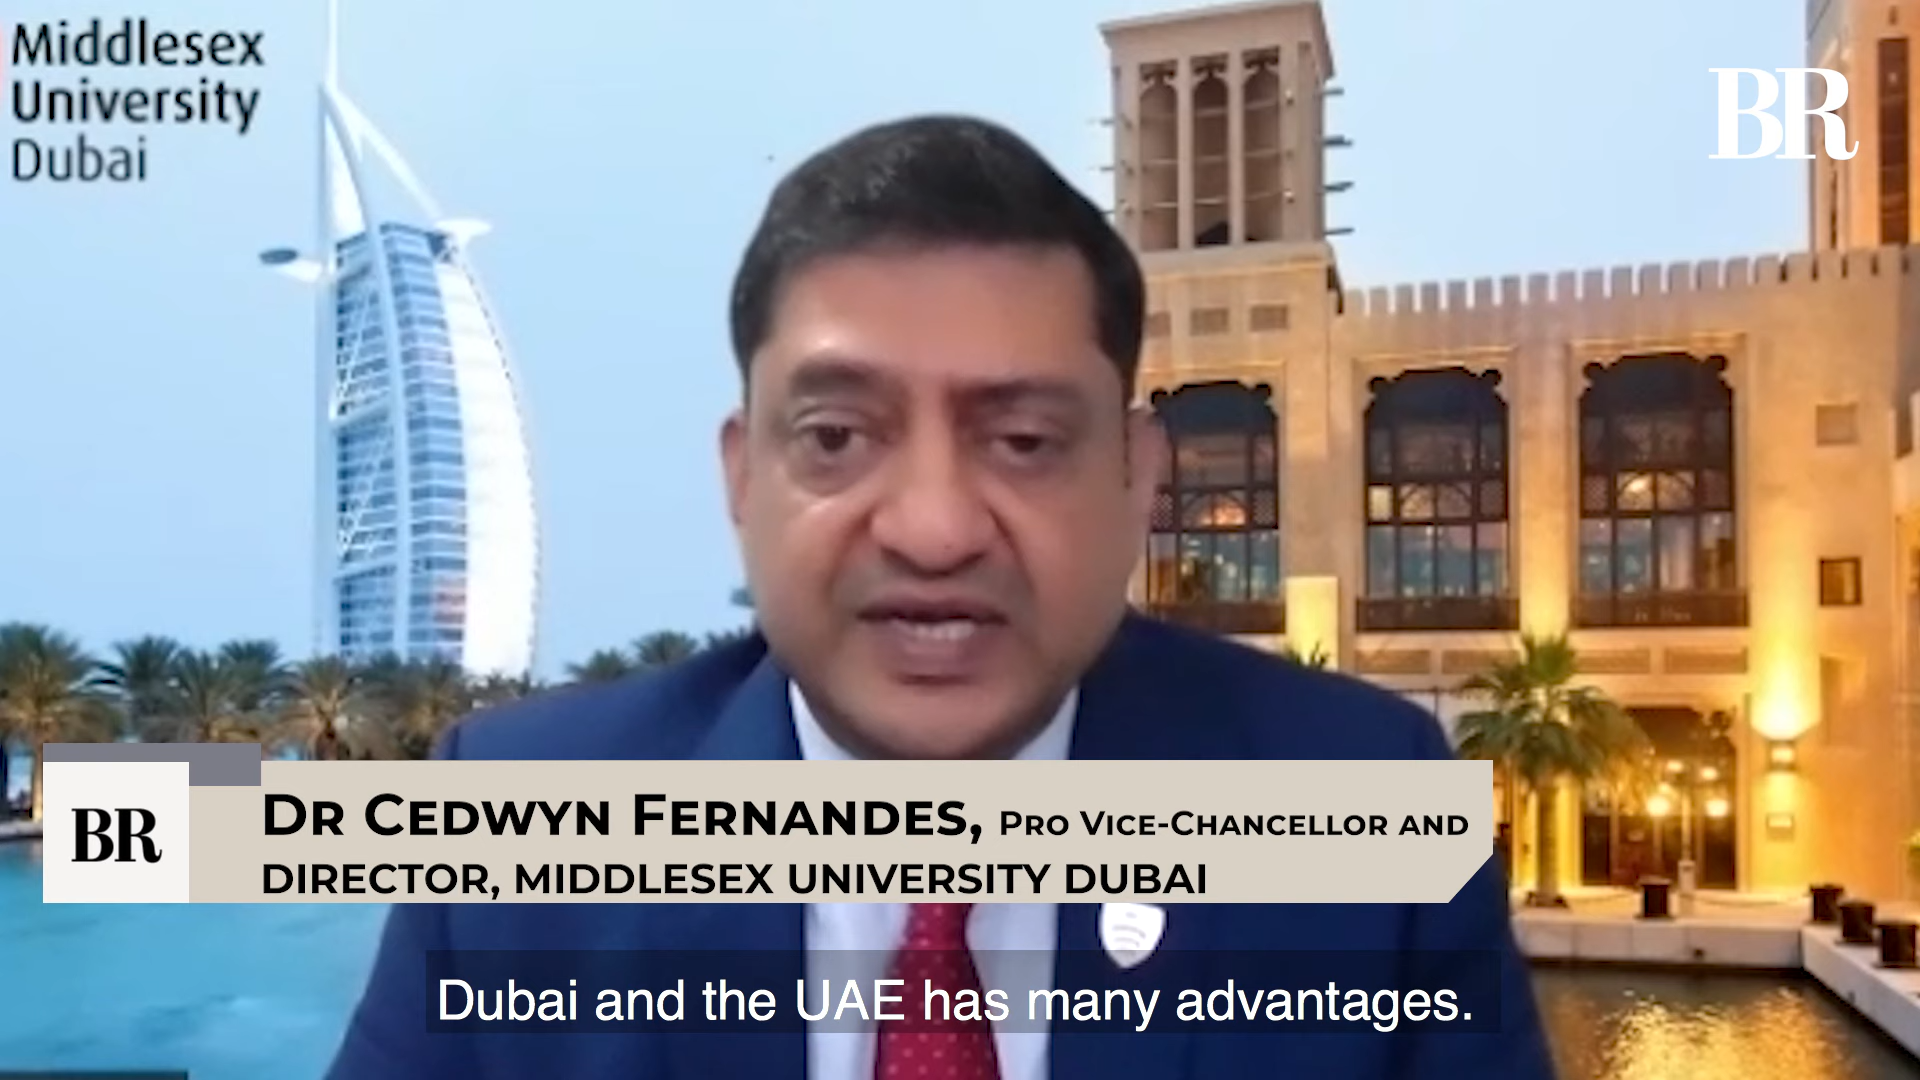 Middlesex
University
Dubai
BR
BR
Dr Cedwyn Fernandes, Pro Vice-Chancellor and
DIRECTOR, MIDDLESEX UNIVERSITY DUBAI
Dubai and the UAE has many advantages.